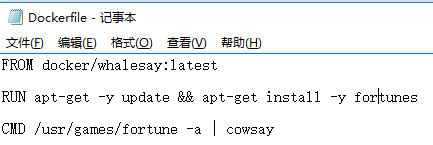 Dockerfile - 记事本
文件(F) 编辑(E) 格式(O) 查看(V) 帮助(H)
FROM docker/whalesay:latest
RUN apt-get -y update && apt-get install -y fortunes
CMD /usr/games/fortune -a | cowsay